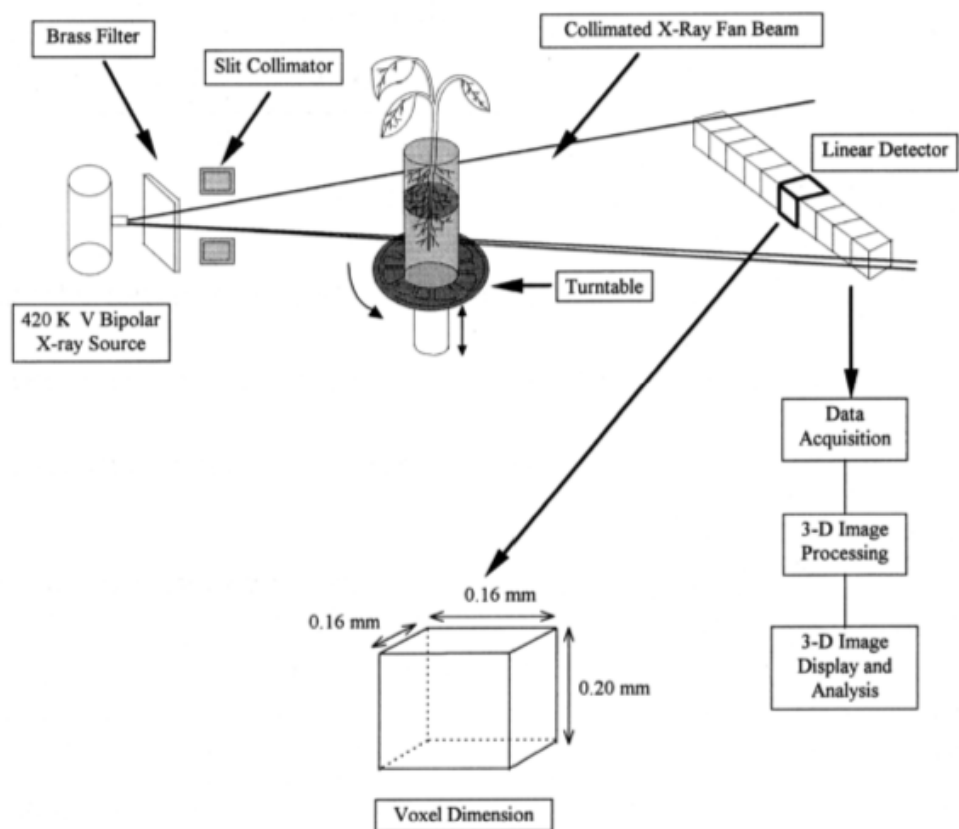 Brass Filter
Slit Collimator
Collimated X-Ray Fan Beam
Linear Detector
Turntable
420 K V Bipolar
X-ray Source
Data
Acquisition
3-D Image
Processing
3-D Image
Display and
Analysis
0.16 mm
0.16 mm
0.20 mm
Voxel Dimension